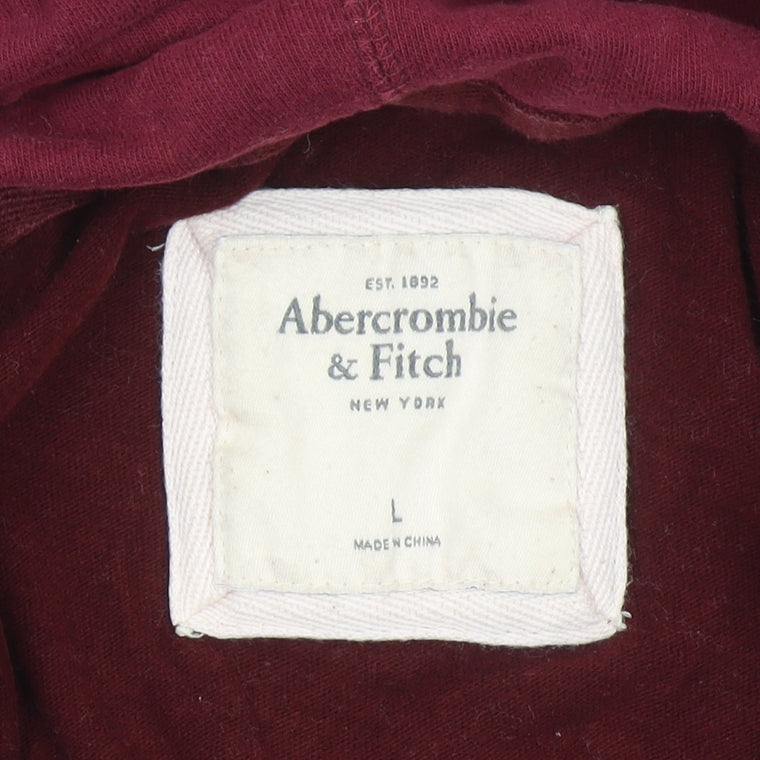 EST. 1892
Abercrombie
& Fitch
NEW YORK
L
MADE IN CHINA